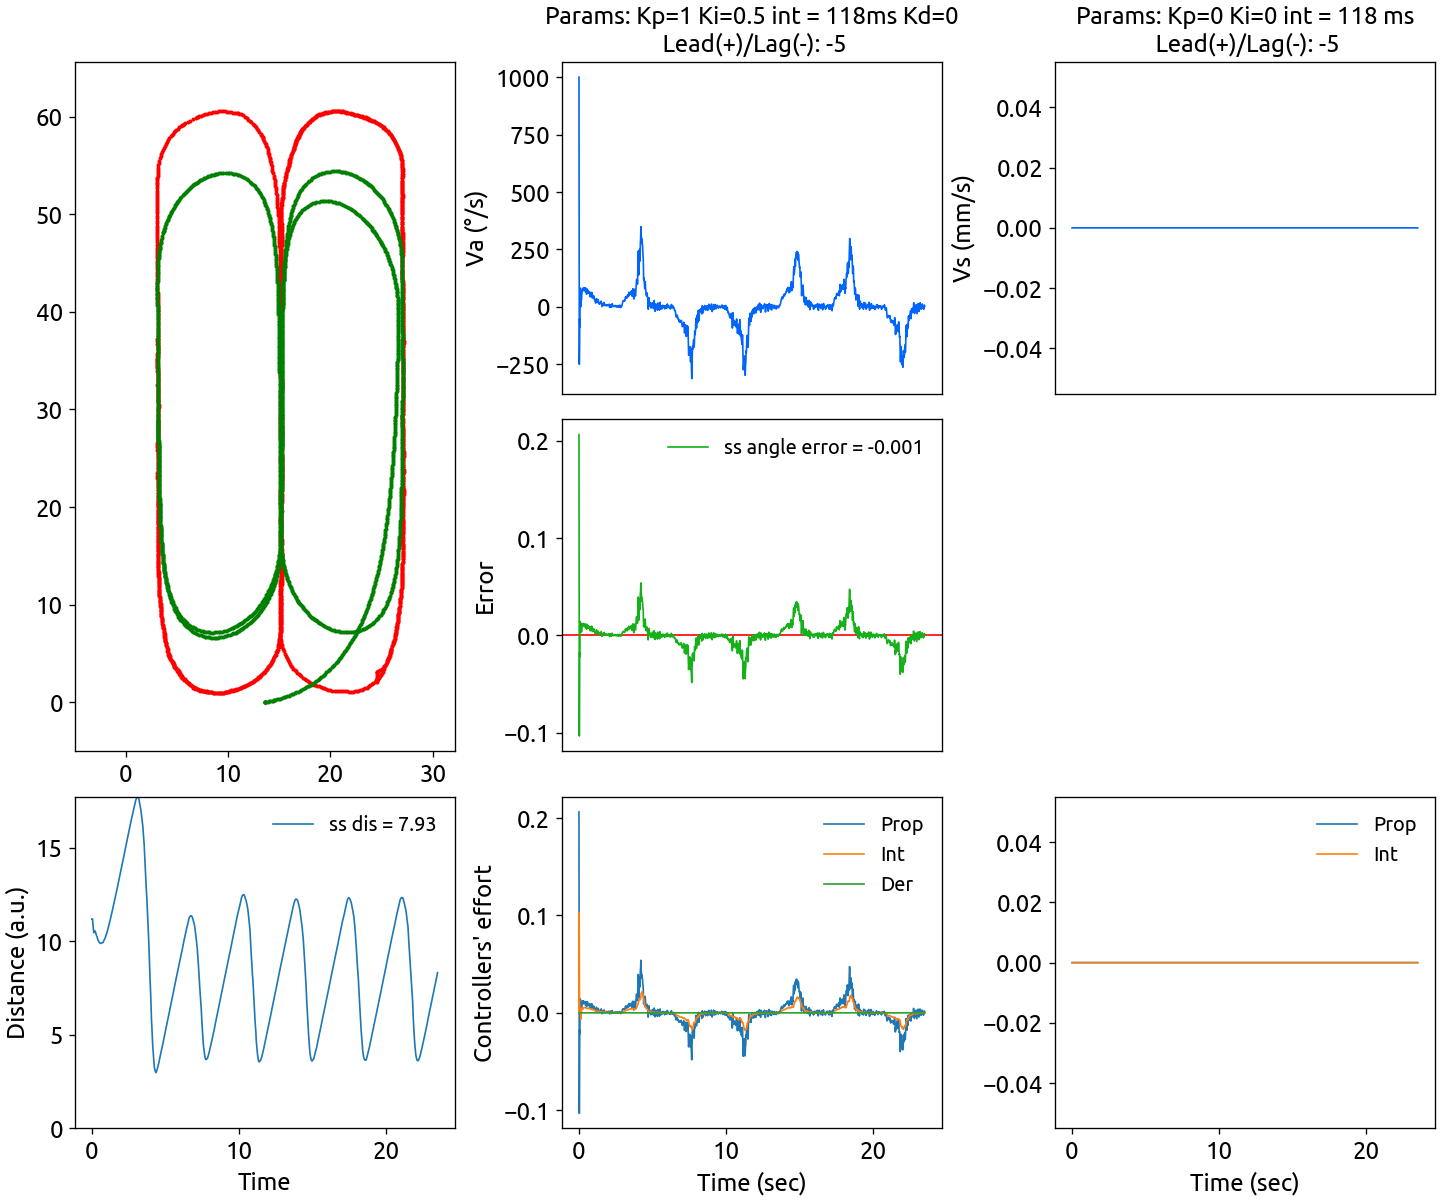 Params: Kp=1 Ki=0.5 int = 118ms Kd=0
Lead(+)/Lag(-): -5
Params: Kp=0 Ki=0 int = 118 ms
Lead(+)/Lag(-): -5
60
50
40
30
20
10
0
0
10
20
30
1000
750
500
250
0
−250
Va (˚/s)
0.04
0.02
0.00
−0.02
−0.04
Vs (mm/s)
0.2
0.1
0.0
−0.1
Error
ss angle error = -0.001
15
10
5
0
Distance (a.u.)
ss dis = 7.93
0
10
20
Time
0.2
0.1
0.0
−0.1
Controllers' effort
Prop
Int
Der
0
10
20
Time (sec)
0.04
0.02
0.00
−0.02
−0.04
Prop
Int
0
10
20
Time (sec)